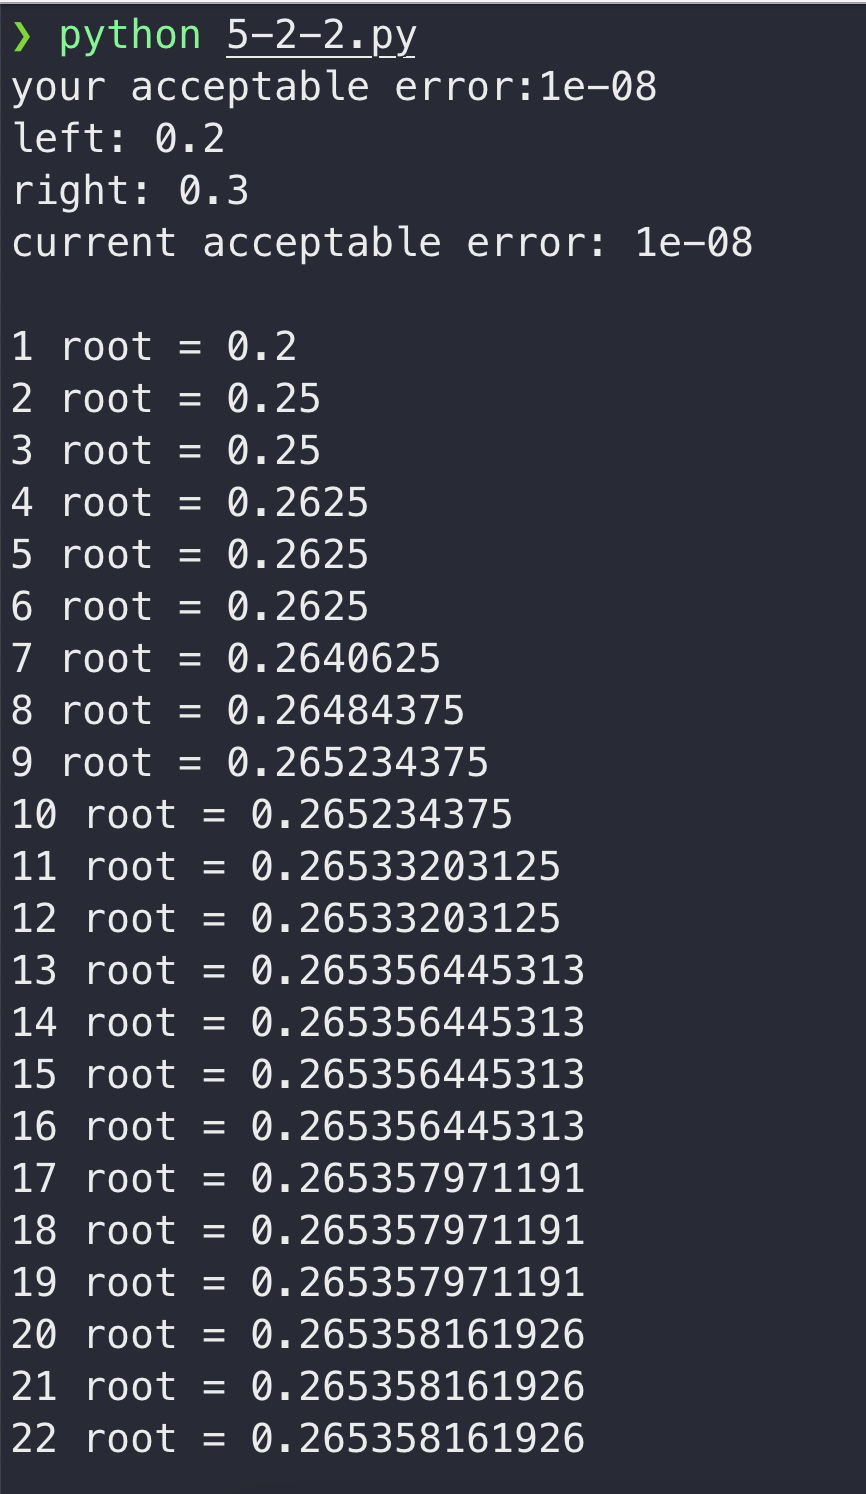 ❯ python 5-2-2.py
your acceptable error:1e-08
left: 0.2
right: 0.3
current acceptable error: 1e-08

1 root = 0.2
2 root = 0.25
3 root = 0.25
4 root = 0.2625
5 root = 0.2625
6 root = 0.2625
7 root = 0.2640625
8 root = 0.26484375
9 root = 0.265234375
10 root = 0.265234375
11 root = 0.26533203125
12 root = 0.26533203125
13 root = 0.265356445313
14 root = 0.265356445313
15 root = 0.265356445313
16 root = 0.265356445313
17 root = 0.265357971191
18 root = 0.265357971191
19 root = 0.265357971191
20 root = 0.265358161926
21 root = 0.265358161926
22 root = 0.265358161926